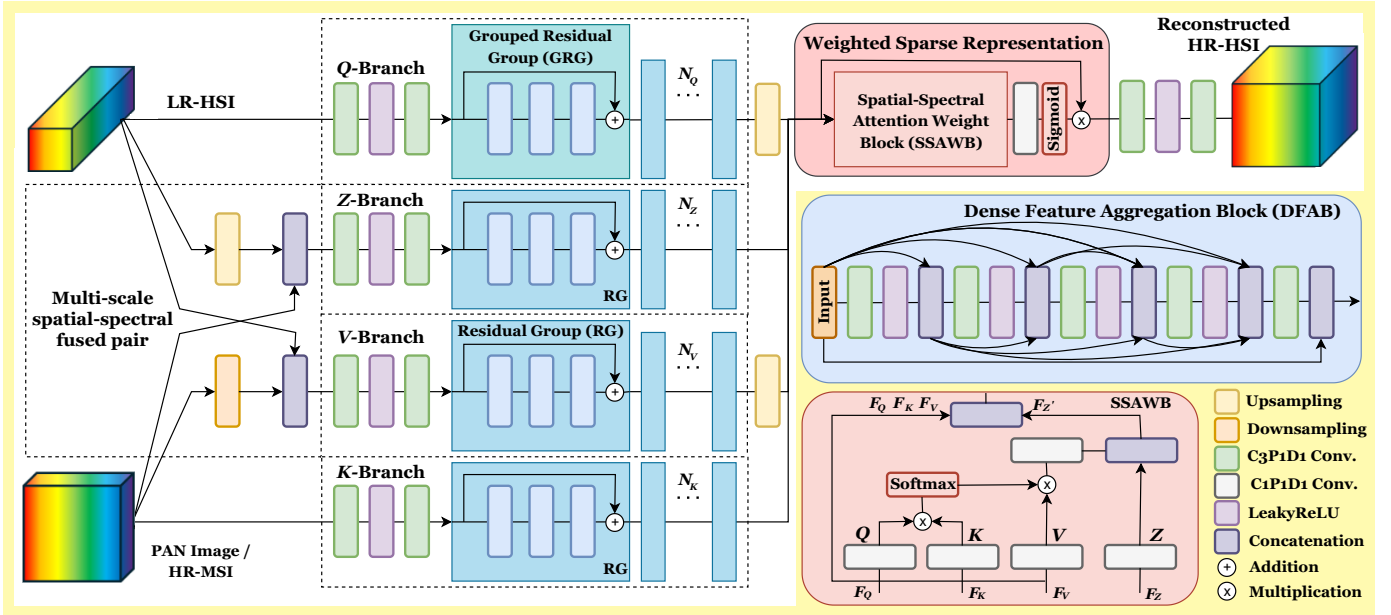 LR-HSI
Multi-scale
spatial-spectral
fused pair
PAN Image /
HR-MSI
Q-Branch
Grouped Residual
Group (GRG)
N_Q
...
Z-Branch
N_Z
...
RG
V-Branch
Residual Group (RG)
N_V
...
K-Branch
N_K
...
RG
Weighted Sparse Representation
Spatial-Spectral
Attention Weight
Block (SSAWB)
Sigmoid
Reconstructed
HR-HSI
Dense Feature Aggregation Block (DFAB)
Input
F_Q F_K F_V
F_Z'
SSAWB
Softmax
Q
K
V
Z
F_Q
F_K
F_V
F_Z
Upsampling
Downsampling
C3P1D1 Conv.
C1P1D1 Conv.
LeakyReLU
Concatenation
Addition
Multiplication